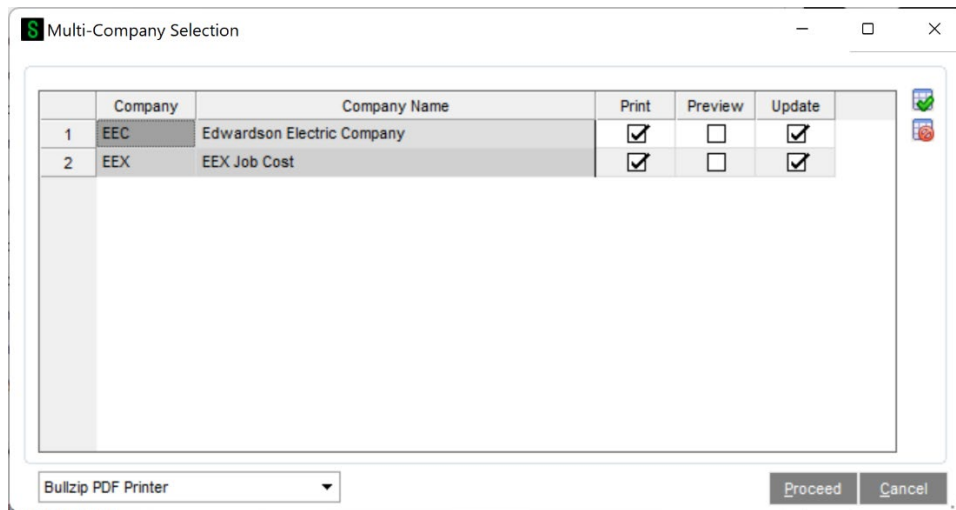 S Multi-Company Selection
Company Company Name Print Preview Update
1 EEC Edwardson Electric Company
2 EEX EEX Job Cost
Bullzip PDF Printer Proceed Cancel